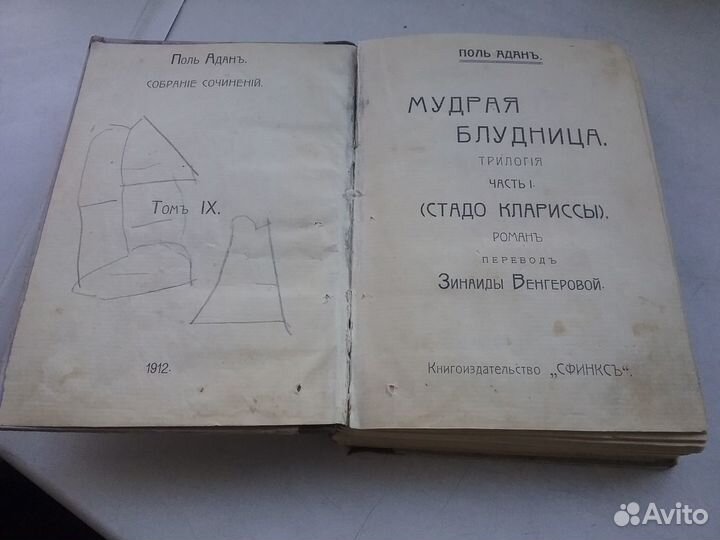 Поль Аданъ.
СОБРАНІЕ СОЧИНЕНІЙ.
Томъ IX.
1912.
ПОЛЬ АДАНЪ.
МУДРАЯ
БЛУДНИЦА.
ТРИЛОГІЯ
ЧАСТЬ I.
(СТАДО КЛАРИССЫ).
РОМАНЪ
ПЕРЕВОДЪ
Зинаиды Венгеровой.
Книгоиздательство „СФИНКСЪ“.
Avito